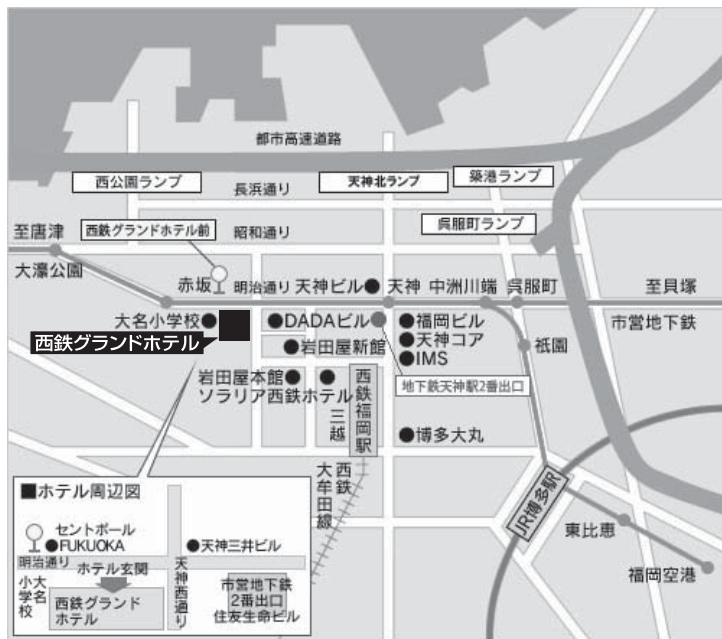 都市高速道路
西公園ランプ
天神北ランプ
築港ランプ
長浜通り
呉服町ランプ
至唐津
西鉄グランドホテル前
昭和通り
大濠公園
赤坂
明治通り
天神ビル
天神
中洲川端
呉服町
至貝塚
市営地下鉄
大名小学校
西鉄グランドホテル
DADAビル
福岡ビル
天神コア
IMS
岩田屋新館
祇園
地下鉄天神駅2番出口
岩田屋本館
ソラリア西鉄ホテル
三越
西鉄福岡駅
博多大丸
西鉄
大牟田線
JR博多駅
東比恵
福岡空港
ホテル周辺図
セントポール
FUKUOKA
天神三井ビル
明治通り
ホテル玄関
天神西通り
大名
小学校
西鉄グランド
ホテル
市営地下鉄
2番出口
住友生命ビル